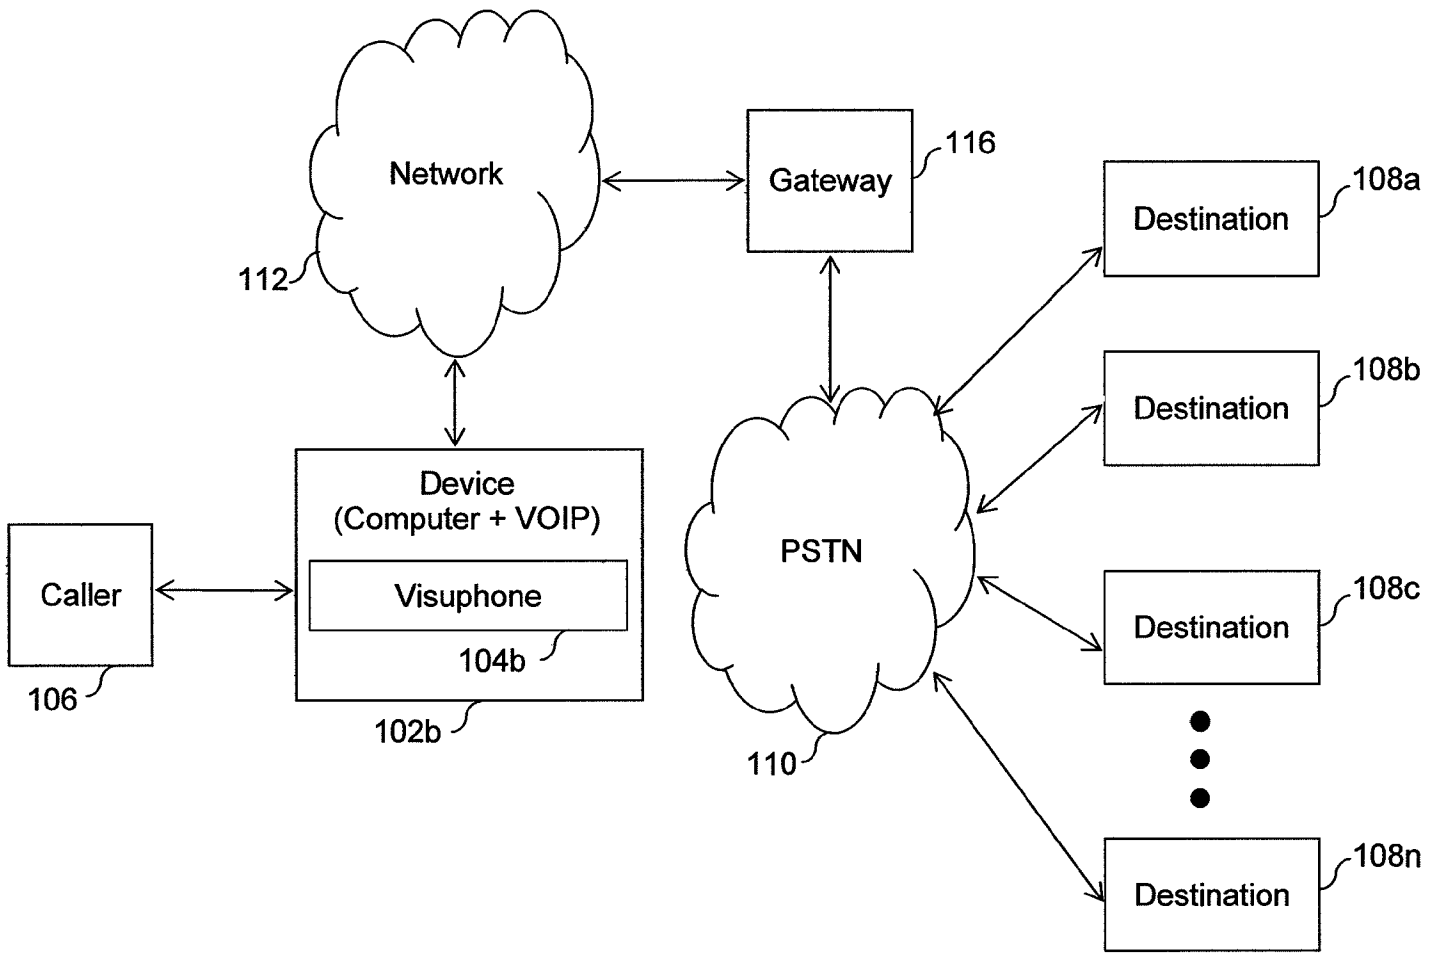 Network
112
Gateway
116
Destination
108a
Destination
108b
Device
(Computer + VOIP)
Visuphone
104b
102b
Caller
106
PSTN
110
Destination
108c
Destination
108n